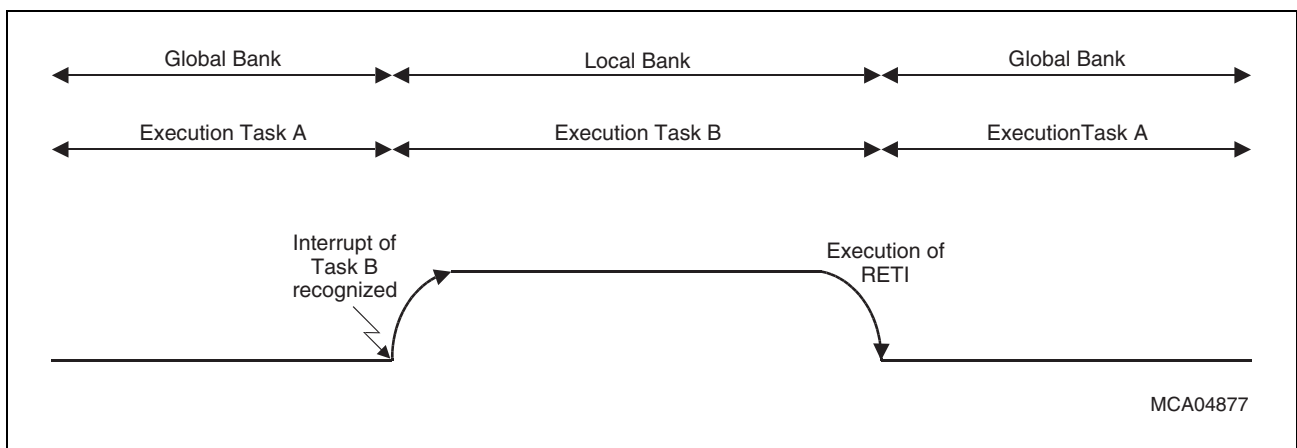 Global Bank
Local Bank
Global Bank
Execution Task A
Execution Task B
ExecutionTask A
Interrupt of
Task B
recognized
Execution of
RETI
MCA04877